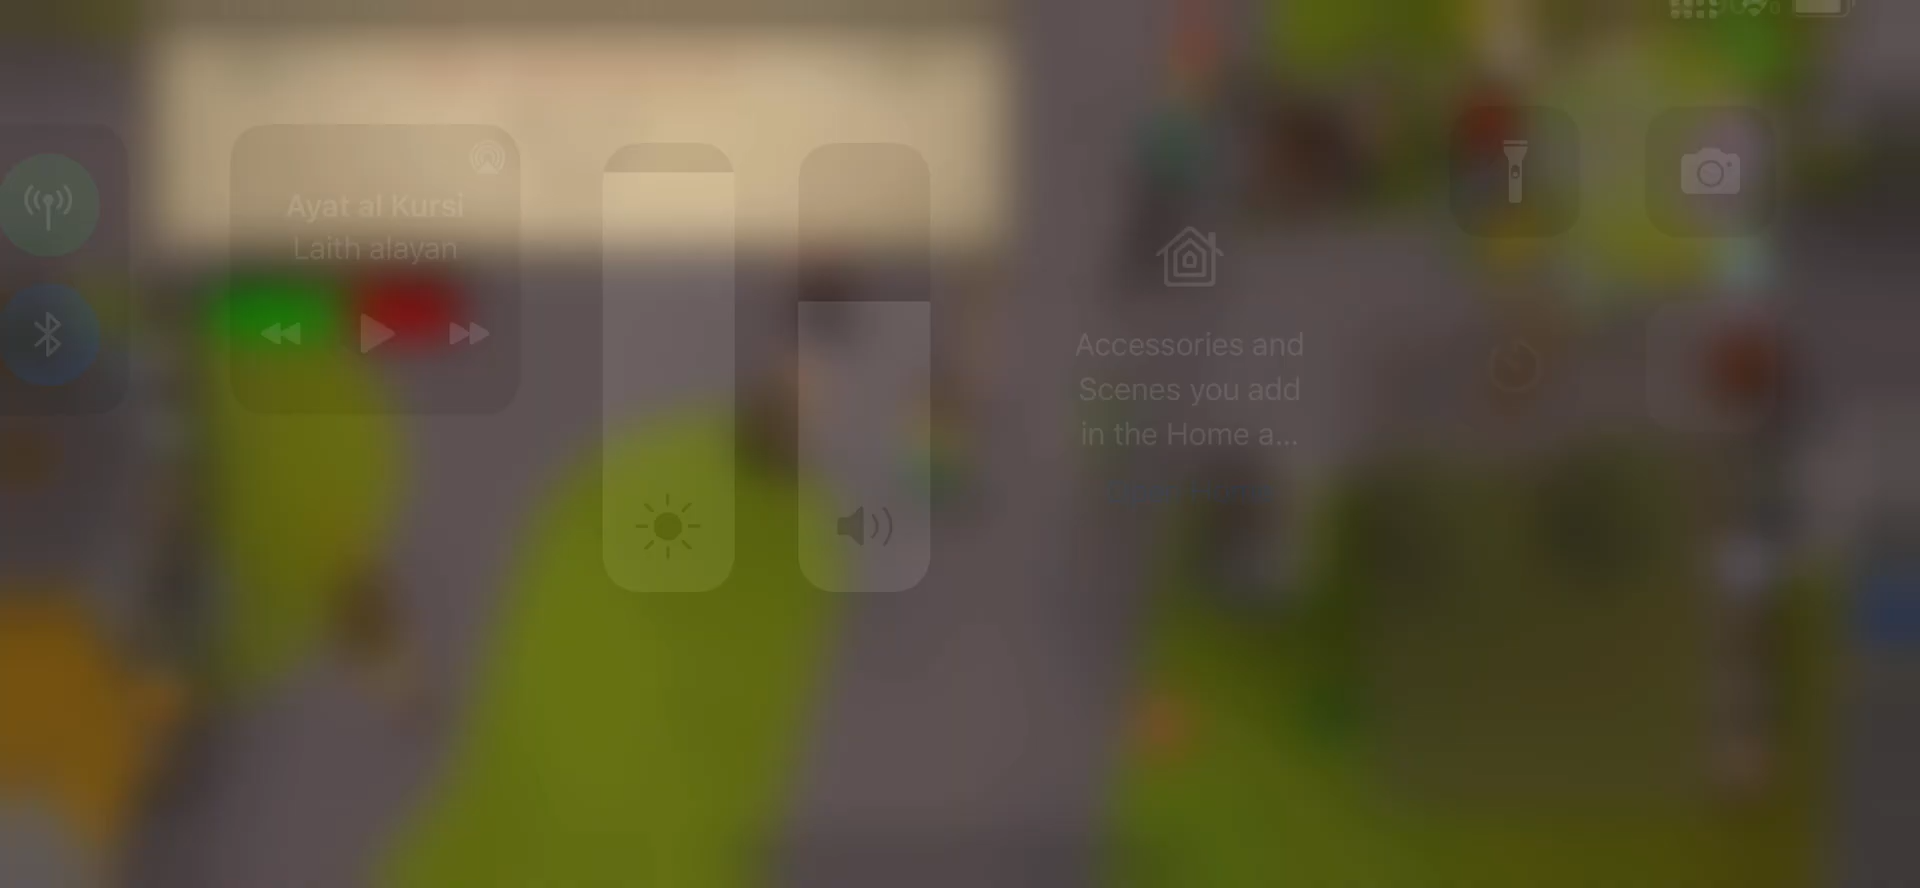 Ayat al Kursi
Laith alayan
Accessories and
Scenes you add
in the Home a...